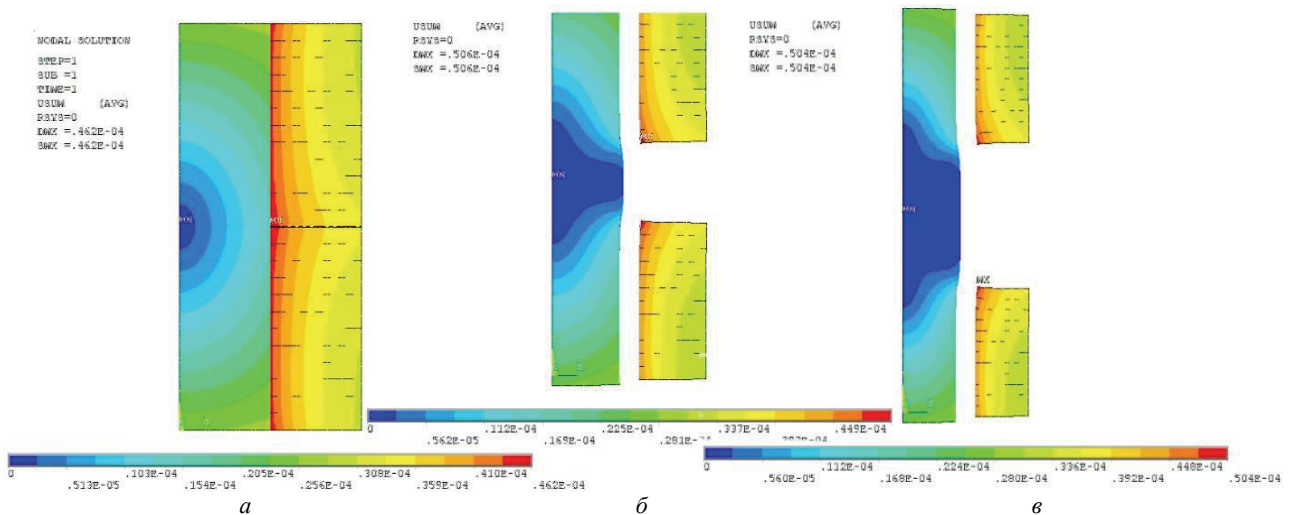 NODAL SOLUTION
STEP=1
SUB =1
TIME=1
USUM (AVG)
RSYS=0
DMX =.462E-04
SMX =.462E-04
MN
MX
0
.103E-04
.205E-04
.308E-04
.410E-04
.513E-05
.154E-04
.256E-04
.359E-04
.462E-04
а
USUM (AVG)
RSYS=0
DMX =.506E-04
SMX =.506E-04
MN
MX
0
.112E-04
.225E-04
.337E-04
.449E-04
.562E-05
.169E-04
.281E-
б
USUM (AVG)
RSYS=0
DMX =.504E-04
SMX =.504E-04
MN
MX
0
.112E-04
.224E-04
.336E-04
.448E-04
.560E-05
.168E-04
.280E-04
.392E-04
.504E-04
в